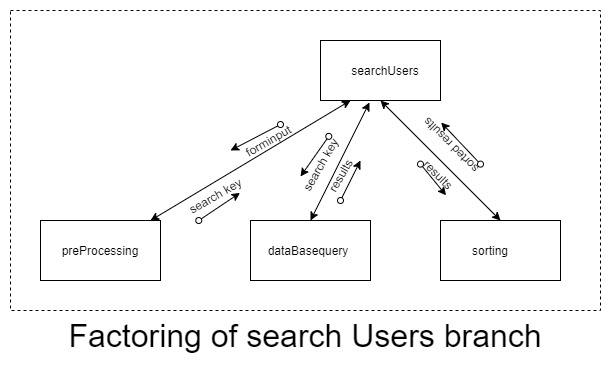 searchUsers
forminput
search key
search key
results
results
sorted results
preProcessing
dataBasequery
sorting
Factoring of search Users branch